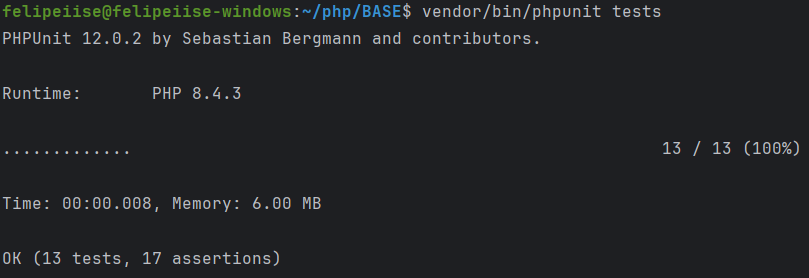 felipeiise@felipeiise-windows:~/php/BASE$ vendor/bin/phpunit tests
PHPUnit 12.0.2 by Sebastian Bergmann and contributors.
Runtime:       PHP 8.4.3
.............                                                     13 / 13 (100%)
Time: 00:00.008, Memory: 6.00 MB
OK (13 tests, 17 assertions)